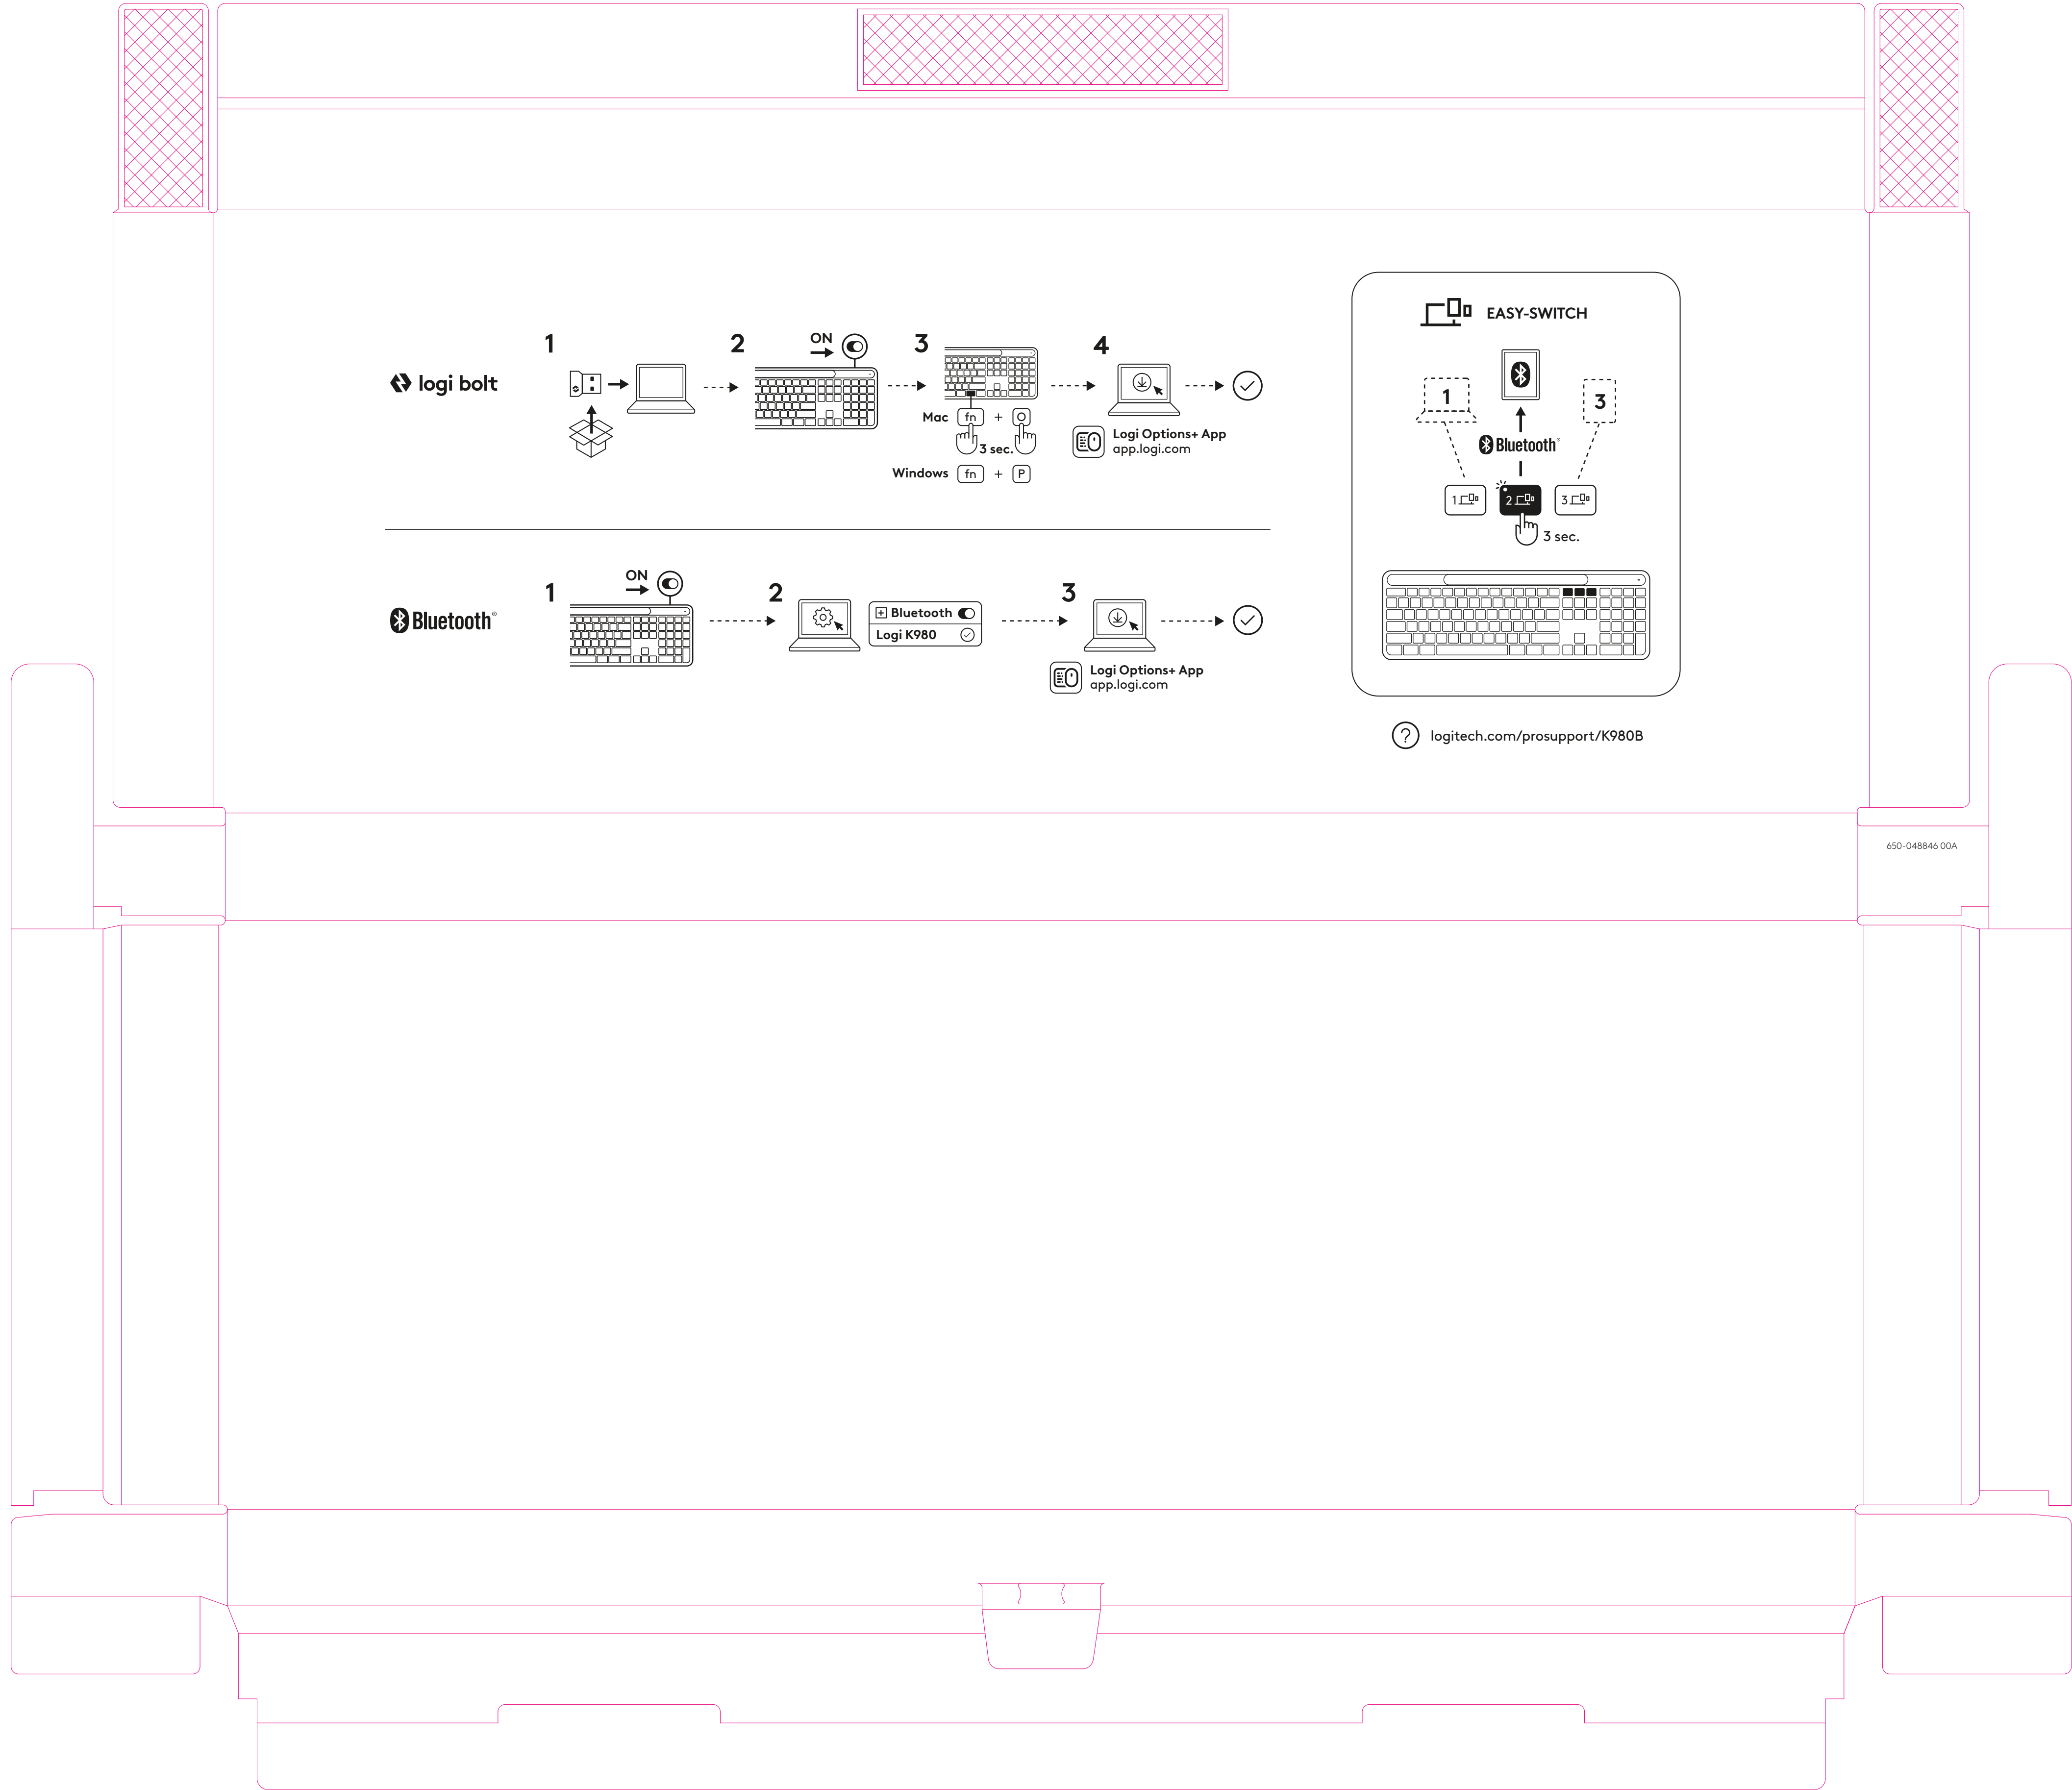 logi bolt
1
2
ON
3
Mac fn + O
3 sec.
Windows fn + P
4
Logi Options+ App
app.logi.com
Bluetooth®
1
ON
2
Bluetooth
Logi K980
3
Logi Options+ App
app.logi.com
EASY-SWITCH
1
3
Bluetooth®
1
2
3
3 sec.
? logitech.com/prosupport/K980B
650-048846 00A